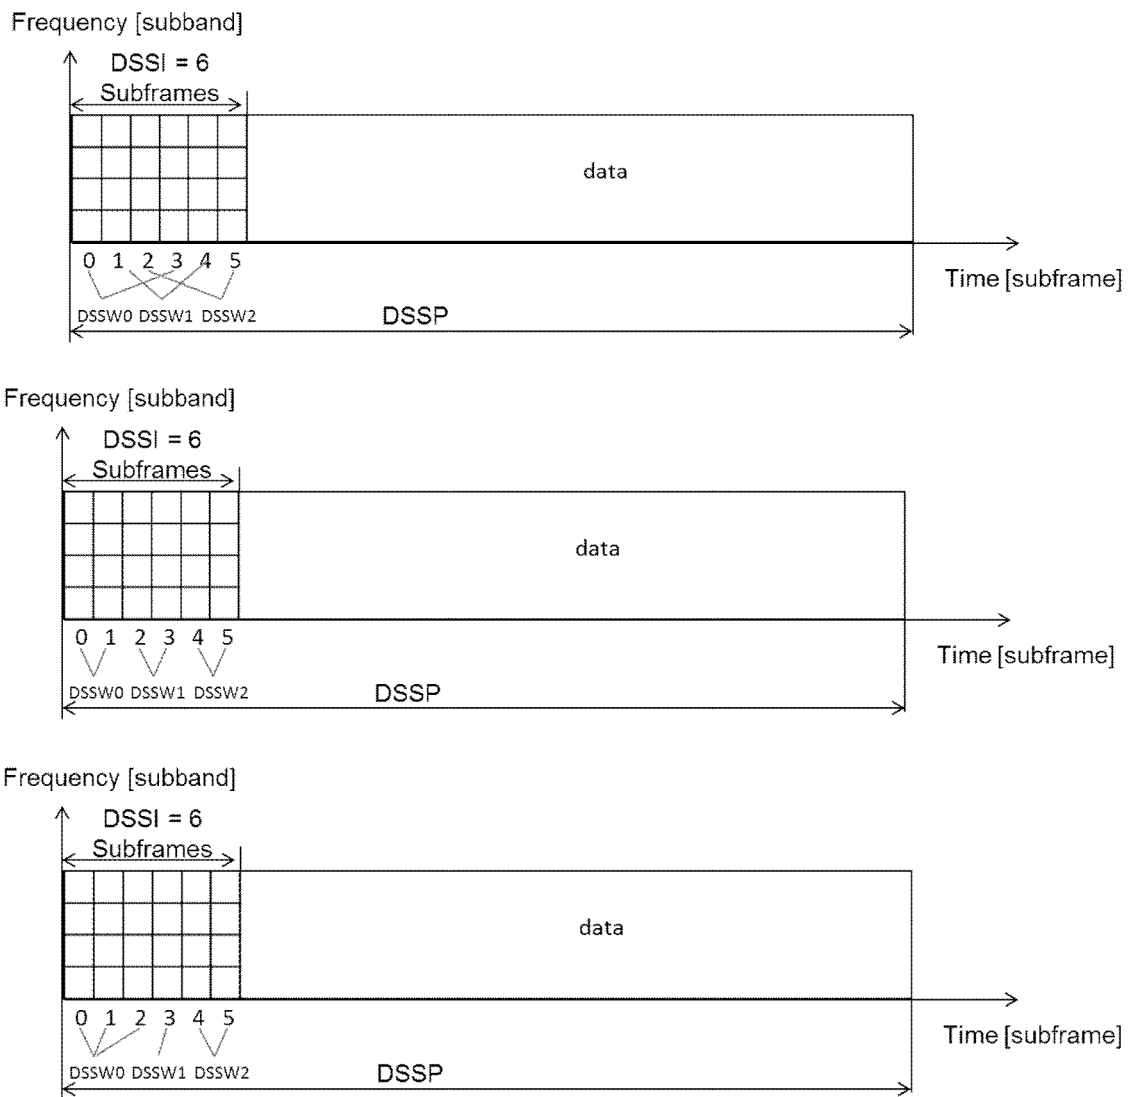 Frequency [subband]
DSSI = 6
Subframes
data
0 1 2 3 4 5
Time [subframe]
DSSW0 DSSW1 DSSW2
DSSP
Frequency [subband]
DSSI = 6
Subframes
data
0 1 2 3 4 5
Time [subframe]
DSSW0 DSSW1 DSSW2
DSSP
Frequency [subband]
DSSI = 6
Subframes
data
0 1 2 3 4 5
Time [subframe]
DSSW0 DSSW1 DSSW2
DSSP